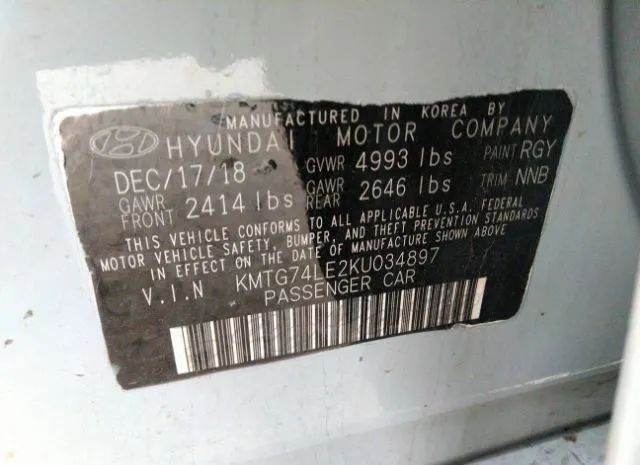 MANUFACTURED IN KOREA BY
HYUNDAI MOTOR COMPANY
DEC/17/18 GVWR 4993 lbs PAINT RGY
GAWR FRONT 2414 lbs GAWR REAR 2646 lbs TRIM NNB
THIS VEHICLE CONFORMS TO ALL APPLICABLE U.S.A. FEDERAL
MOTOR VEHICLE SAFETY, BUMPER, AND THEFT PREVENTION STANDARDS
IN EFFECT ON THE DATE OF MANUFACTURE SHOWN ABOVE
V.I.N KMTG74LE2KU034897
PASSENGER CAR